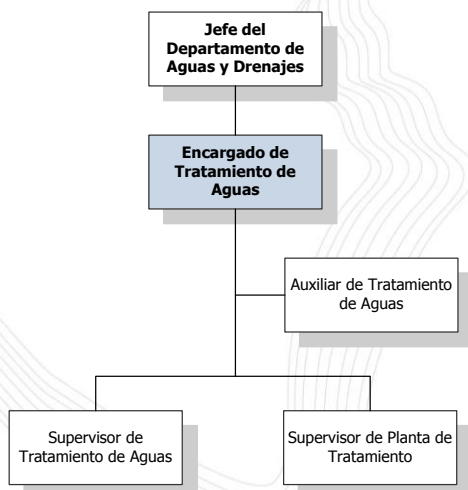 Jefe del
Departamento de
Aguas y Drenajes
Encargado de
Tratamiento de
Aguas
Auxiliar de Tratamiento
de Aguas
Supervisor de
Tratamiento de Aguas
Supervisor de Planta de
Tratamiento